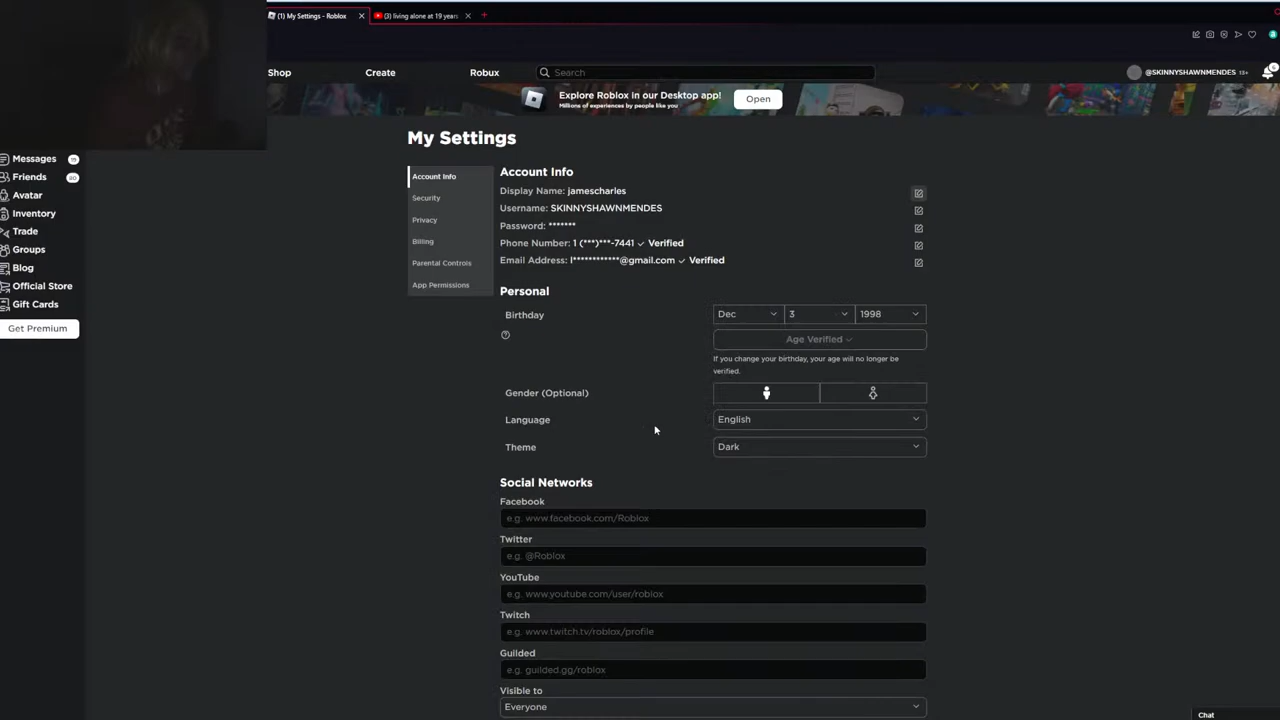 (1) My Settings - Roblox
(3) living alone at 19 years
Shop
Create
Robux
Search
@SKINNYSHAWNMENDES 13+
Explore Roblox in our Desktop app!
Millions of experiences by people like you
Open
My Settings
Messages 19
Friends 80
Avatar
Inventory
Trade
Groups
Blog
Official Store
Gift Cards
Get Premium
Account Info
Security
Privacy
Billing
Parental Controls
App Permissions
Account Info
Display Name: jamescharles
Username: SKINNYSHAWNMENDES
Password: *******
Phone Number: 1 (***)***-7441 ✓ Verified
Email Address: l************@gmail.com ✓ Verified
Personal
Birthday
Dec 3 1998
Age Verified
If you change your birthday, your age will no longer be
verified.
Gender (Optional)
Language
English
Theme
Dark
Social Networks
Facebook
e.g. www.facebook.com/Roblox
Twitter
e.g. @Roblox
YouTube
e.g. www.youtube.com/user/roblox
Twitch
e.g. www.twitch.tv/roblox/profile
Guilded
e.g. guilded.gg/roblox
Visible to
Everyone
Chat